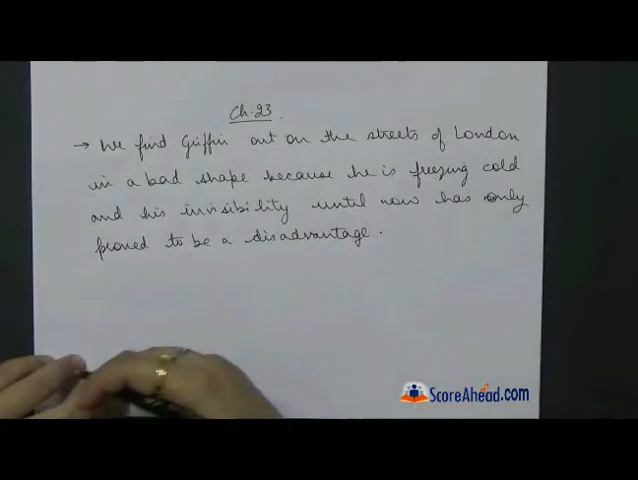 Ch.23.
→ We find Griffin out on the streets of London
in a bad shape because he is freezing cold
and his invisibility until now has only
proved to be a disadvantage.
ScoreAhead.com